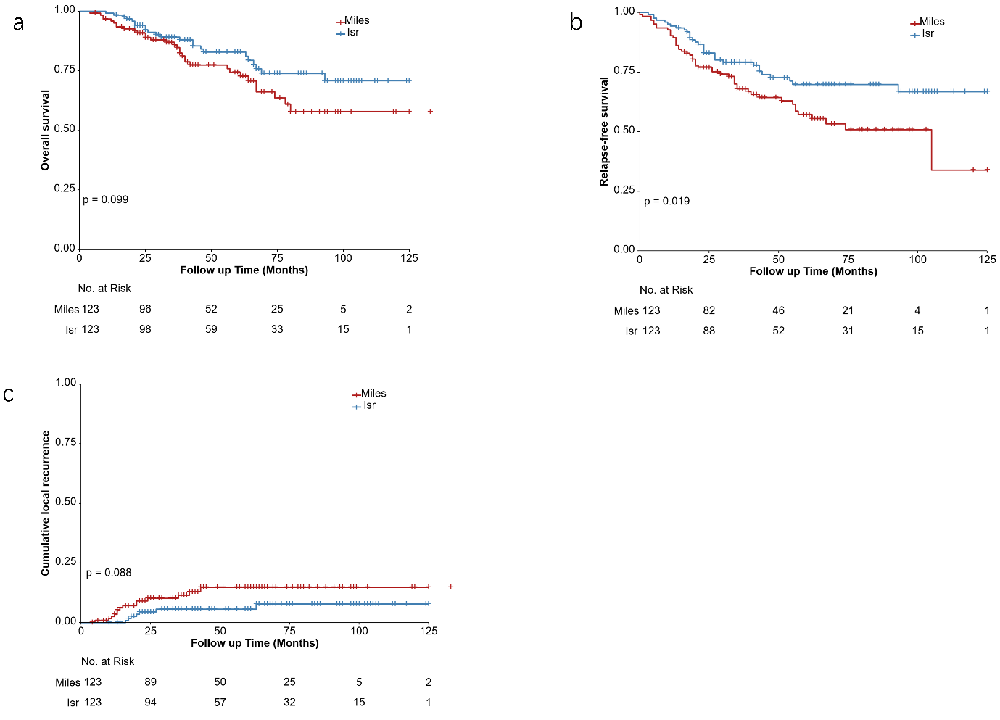 a
1.00
0.75
0.50
0.25
0.00
Overall survival
Miles
Isr
p = 0.099
0 25 50 75 100 125
Follow up Time (Months)
No. at Risk
Miles 123 96 52 25 5 2
Isr 123 98 59 33 15 1
b
1.00
0.75
0.50
0.25
0.00
Relapse-free survival
Miles
Isr
p = 0.019
0 25 50 75 100 125
Follow up Time (Months)
No. at Risk
Miles 123 82 46 21 4 1
Isr 123 88 52 31 15 1
c
1.00
0.75
0.50
0.25
0.00
Cumulative local recurrence
Miles
Isr
p = 0.088
0 25 50 75 100 125
Follow up Time (Months)
No. at Risk
Miles 123 89 50 25 5 2
Isr 123 94 57 32 15 1